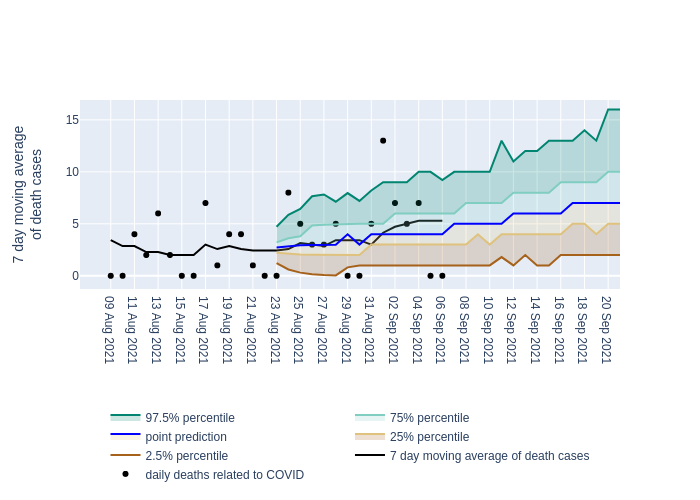 7 day moving average
of death cases
15
10
5
0
09 Aug 2021
11 Aug 2021
13 Aug 2021
15 Aug 2021
17 Aug 2021
19 Aug 2021
21 Aug 2021
23 Aug 2021
25 Aug 2021
27 Aug 2021
29 Aug 2021
31 Aug 2021
02 Sep 2021
04 Sep 2021
06 Sep 2021
08 Sep 2021
10 Sep 2021
12 Sep 2021
14 Sep 2021
16 Sep 2021
18 Sep 2021
20 Sep 2021
97.5% percentile
75% percentile
point prediction
25% percentile
2.5% percentile
7 day moving average of death cases
daily deaths related to COVID